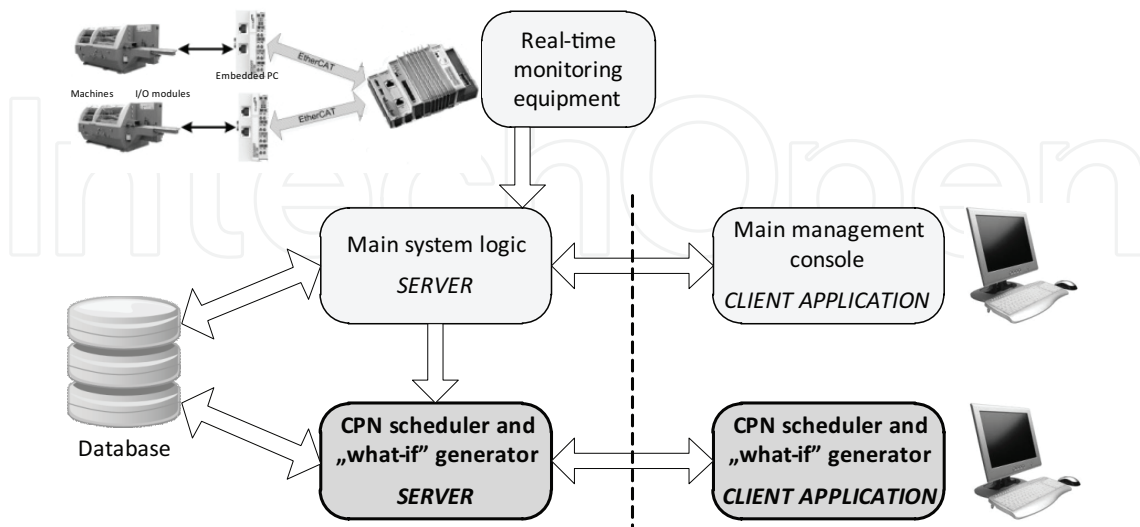 EtherCAT
Embedded PC
Machines I/O modules
EtherCAT
Real-time
monitoring
equipment
IntechOpen
Main system logic
SERVER
Main management
console
CLIENT APPLICATION
Database
CPN scheduler and
„what-if” generator
SERVER
CPN scheduler and
„what-if” generator
CLIENT APPLICATION